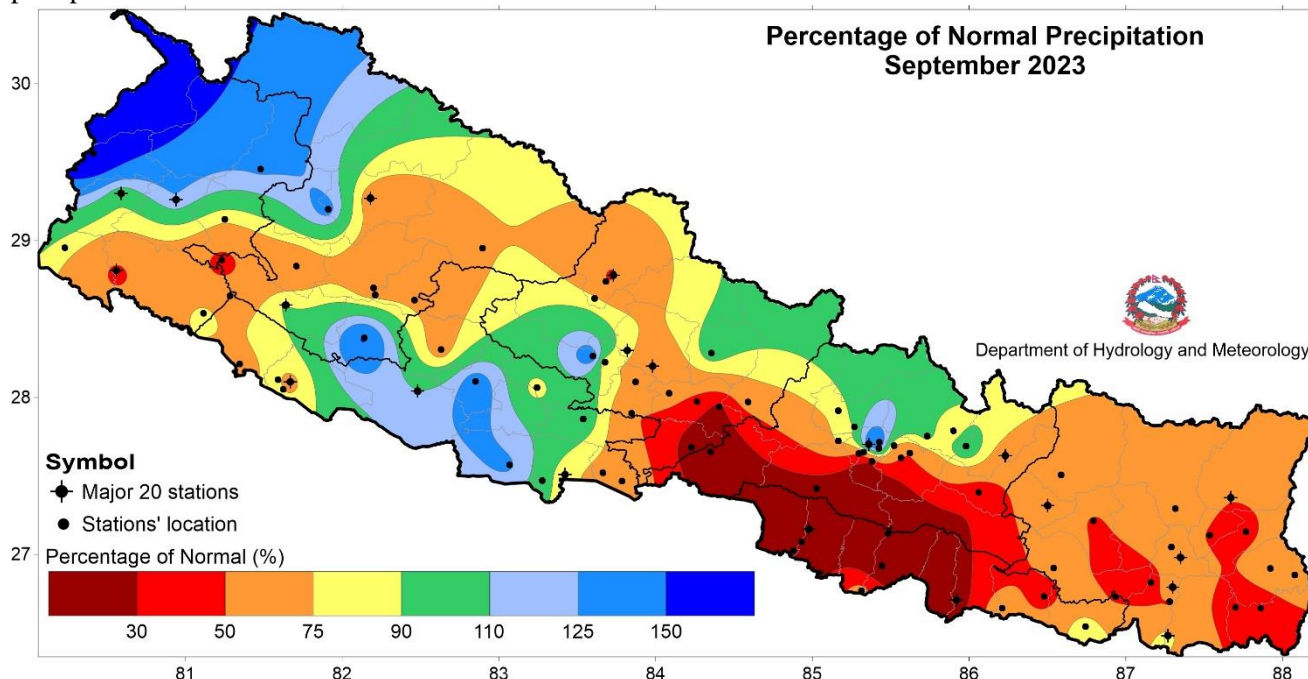 Percentage of Normal Precipitation
September 2023
30
29
28
27
Department of Hydrology and Meteorology
Symbol
Major 20 stations
Stations' location
Percentage of Normal (%)
30 50 75 90 110 125 150
81 82 83 84 85 86 87 88